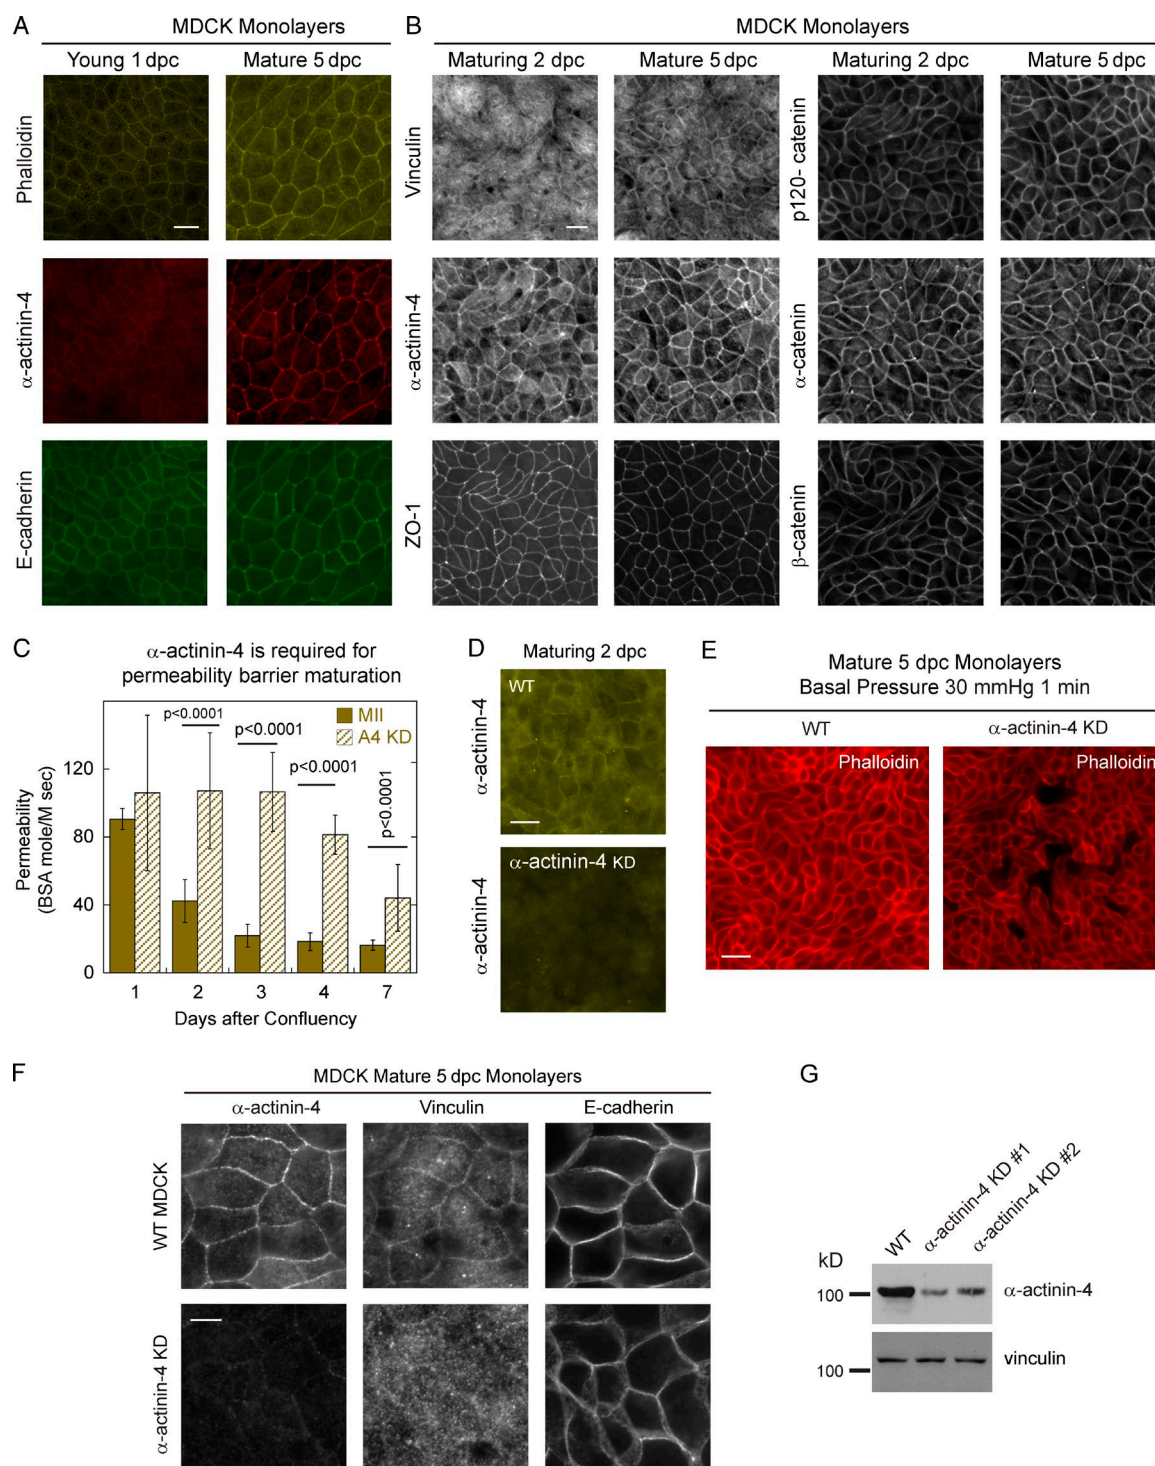 A
MDCK Monolayers
Young 1 dpc
Mature 5 dpc
Phalloidin
α-actinin-4
E-cadherin
B
MDCK Monolayers
Maturing 2 dpc
Mature 5 dpc
Maturing 2 dpc
Mature 5 dpc
Vinculin
α-actinin-4
ZO-1
p120- catenin
α-catenin
β-catenin
C
α-actinin-4 is required for
permeability barrier maturation
MII
A4 KD
p<0.0001
p<0.0001
p<0.0001
p<0.0001
Permeability
(BSA mole/M sec)
120
80
40
0
1
2
3
4
7
Days after Confluency
D
Maturing 2 dpc
α-actinin-4
WT
α-actinin-4
α-actinin-4 KD
E
Mature 5 dpc Monolayers
Basal Pressure 30 mmHg 1 min
WT
α-actinin-4 KD
Phalloidin
Phalloidin
F
MDCK Mature 5 dpc Monolayers
α-actinin-4
Vinculin
E-cadherin
WT MDCK
α-actinin-4 KD
G
WT
α-actinin-4 KD #1
α-actinin-4 KD #2
kD
100
α-actinin-4
100
vinculin